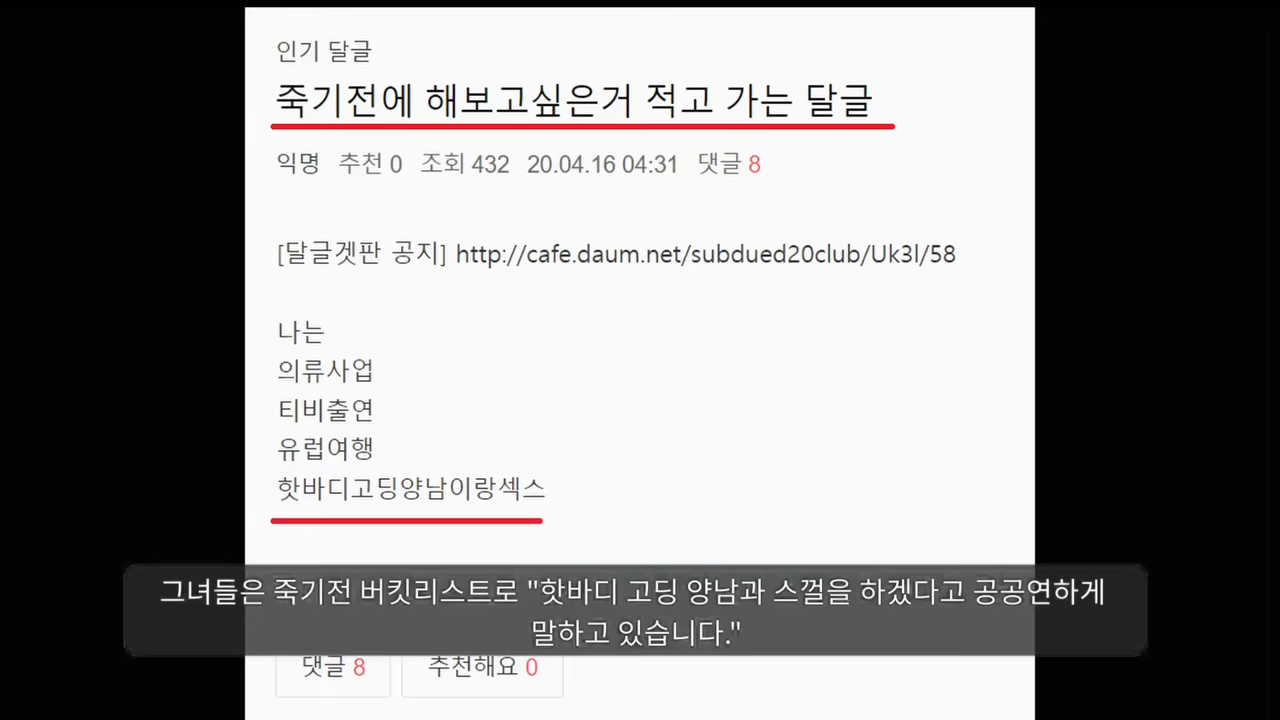 인기 달글
죽기전에 해보고싶은거 적고 가는 달글
익명 추천 0 조회 432 20.04.16 04:31 댓글 8
[달글겟판 공지] http://cafe.daum.net/subdued20club/Uk3l/58
나는
의류사업
티비출연
유럽여행
핫바디고딩양남이랑섹스
그녀들은 죽기전 버킷리스트로 "핫바디 고딩 양남과 스껄을 하겠다고 공공연하게
말하고 있습니다."
댓글 8 추천해요 0